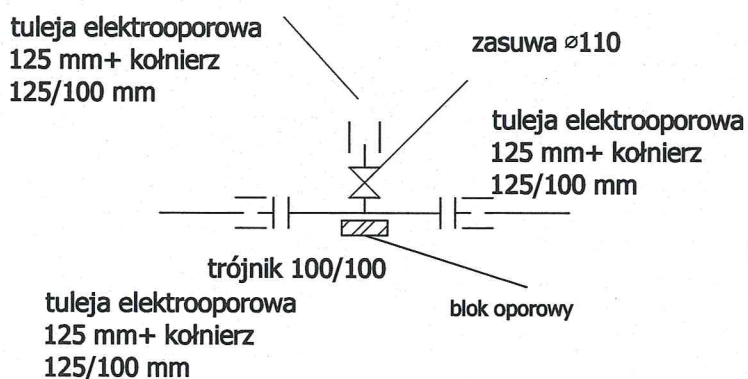 tuleja elektrooporowa
125 mm+ kołnierz
125/100 mm
zasuwa ⌀110
tuleja elektrooporowa
125 mm+ kołnierz
125/100 mm
trójnik 100/100
tuleja elektrooporowa
125 mm+ kołnierz
125/100 mm
blok oporowy